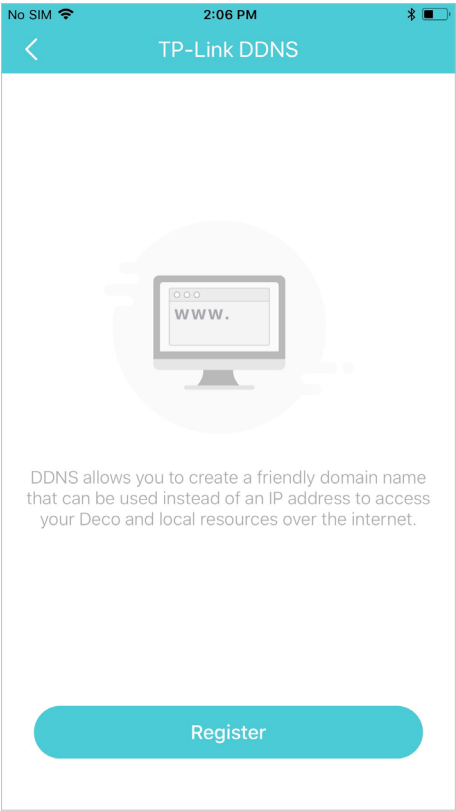 No SIM 2:06 PM
TP-Link DDNS
www.
DDNS allows you to create a friendly domain name
that can be used instead of an IP address to access
your Deco and local resources over the internet.
Register